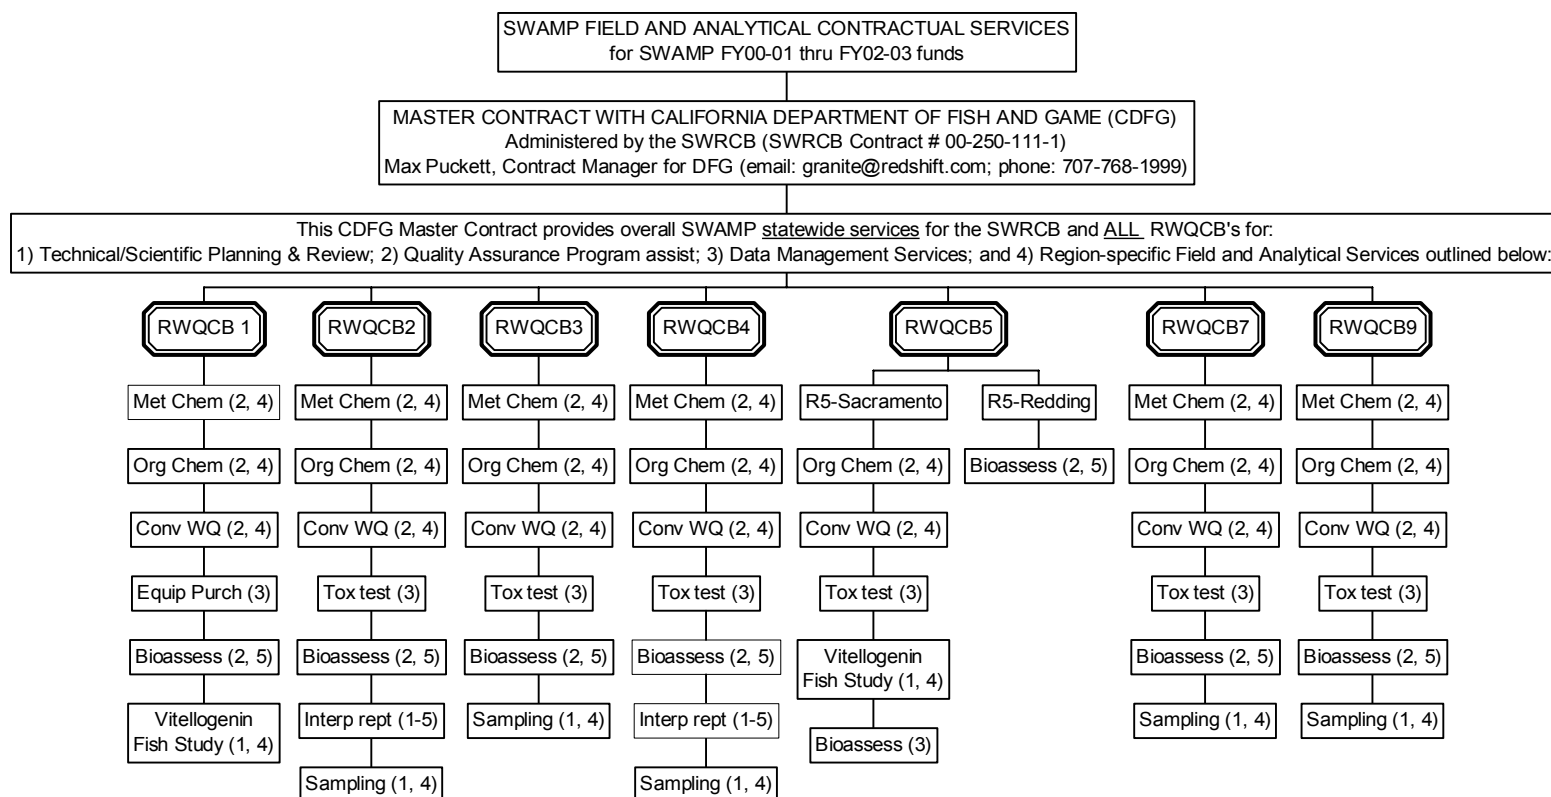 SWAMP FIELD AND ANALYTICAL CONTRACTUAL SERVICES
for SWAMP FY00-01 thru FY02-03 funds
MASTER CONTRACT WITH CALIFORNIA DEPARTMENT OF FISH AND GAME (CDFG)
Administered by the SWRCB (SWRCB Contract # 00-250-111-1)
Max Puckett, Contract Manager for DFG (email: granite@redshift.com; phone: 707-768-1999)
This CDFG Master Contract provides overall SWAMP statewide services for the SWRCB and ALL RWQCB's for:
1) Technical/Scientific Planning & Review; 2) Quality Assurance Program assist; 3) Data Management Services; and 4) Region-specific Field and Analytical Services outlined below:
RWQCB 1
Met Chem (2, 4)
Org Chem (2, 4)
Conv WQ (2, 4)
Equip Purch (3)
Bioassess (2, 5)
Vitellogenin
Fish Study (1, 4)
RWQCB2
Met Chem (2, 4)
Org Chem (2, 4)
Conv WQ (2, 4)
Tox test (3)
Bioassess (2, 5)
Interp rept (1-5)
Sampling (1, 4)
RWQCB3
Met Chem (2, 4)
Org Chem (2, 4)
Conv WQ (2, 4)
Tox test (3)
Bioassess (2, 5)
Sampling (1, 4)
RWQCB4
Met Chem (2, 4)
Org Chem (2, 4)
Conv WQ (2, 4)
Tox test (3)
Bioassess (2, 5)
Interp rept (1-5)
Sampling (1, 4)
RWQCB5
R5-Sacramento
Org Chem (2, 4)
Conv WQ (2, 4)
Tox test (3)
Vitellogenin
Fish Study (1, 4)
Bioassess (3)
R5-Redding
Bioassess (2, 5)
RWQCB7
Met Chem (2, 4)
Org Chem (2, 4)
Conv WQ (2, 4)
Tox test (3)
Bioassess (2, 5)
Sampling (1, 4)
RWQCB9
Met Chem (2, 4)
Org Chem (2, 4)
Conv WQ (2, 4)
Tox test (3)
Bioassess (2, 5)
Sampling (1, 4)